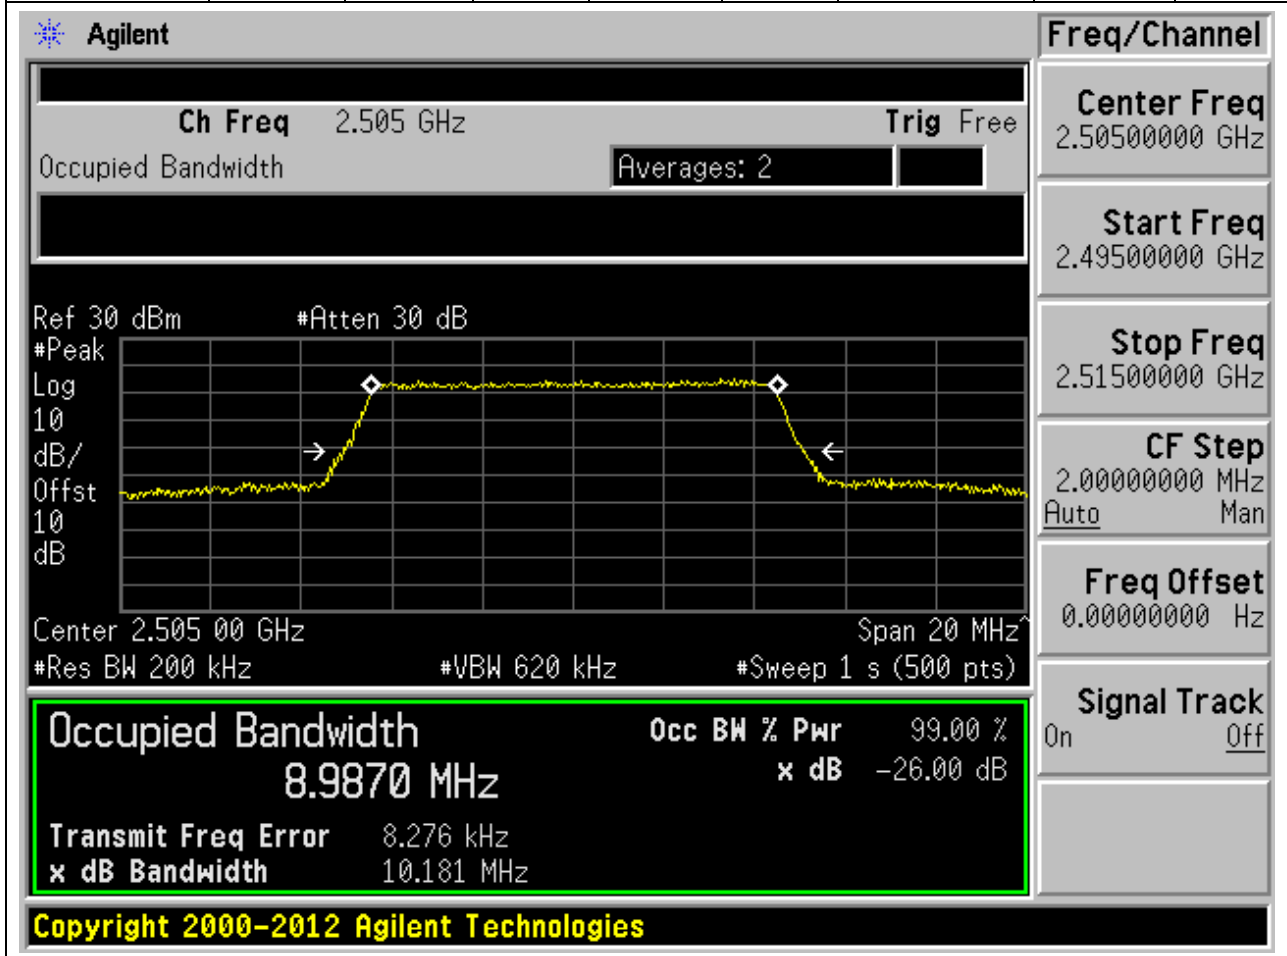 Agilent
Freq/Channel
Ch Freq 2.505 GHz Trig Free
Occupied Bandwidth Averages: 2
Ref 30 dBm #Atten 30 dB
#Peak
Log
10
dB/
Offst
10
dB
Center 2.505 00 GHz Span 20 MHz^
#Res BW 200 kHz #VBW 620 kHz #Sweep 1 s (500 pts)
Occupied Bandwidth Occ BW % Pwr 99.00 %
8.9870 MHz x dB -26.00 dB
Transmit Freq Error 8.276 kHz
x dB Bandwidth 10.181 MHz
Copyright 2000-2012 Agilent Technologies
Center Freq
2.50500000 GHz
Start Freq
2.49500000 GHz
Stop Freq
2.51500000 GHz
CF Step
2.00000000 MHz
Auto Man
Freq Offset
0.00000000 Hz
Signal Track
On Off